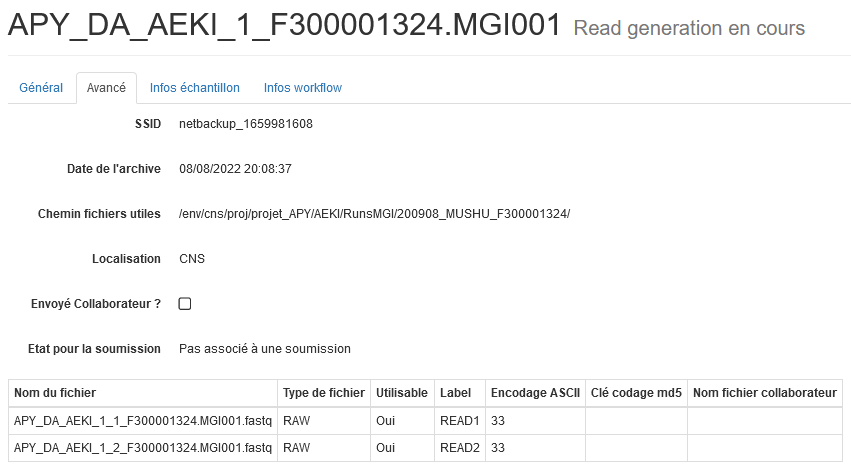 APY_DA_AEKI_1_F300001324.MGI001 Read generation en cours
Général Avancé Infos échantillon Infos workflow
SSID netbackup_1659981608
Date de l'archive 08/08/2022 20:08:37
Chemin fichiers utiles /env/cns/proj/projet_APY/AEKI/RunsMGI/200908_MUSHU_F300001324/
Localisation CNS
Envoyé Collaborateur ?
Etat pour la soumission Pas associé à une soumission
Nom du fichier Type de fichier Utilisable Label Encodage ASCII Clé codage md5 Nom fichier collaborateur
APY_DA_AEKI_1_1_F300001324.MGI001.fastq RAW Oui READ1 33
APY_DA_AEKI_1_2_F300001324.MGI001.fastq RAW Oui READ2 33